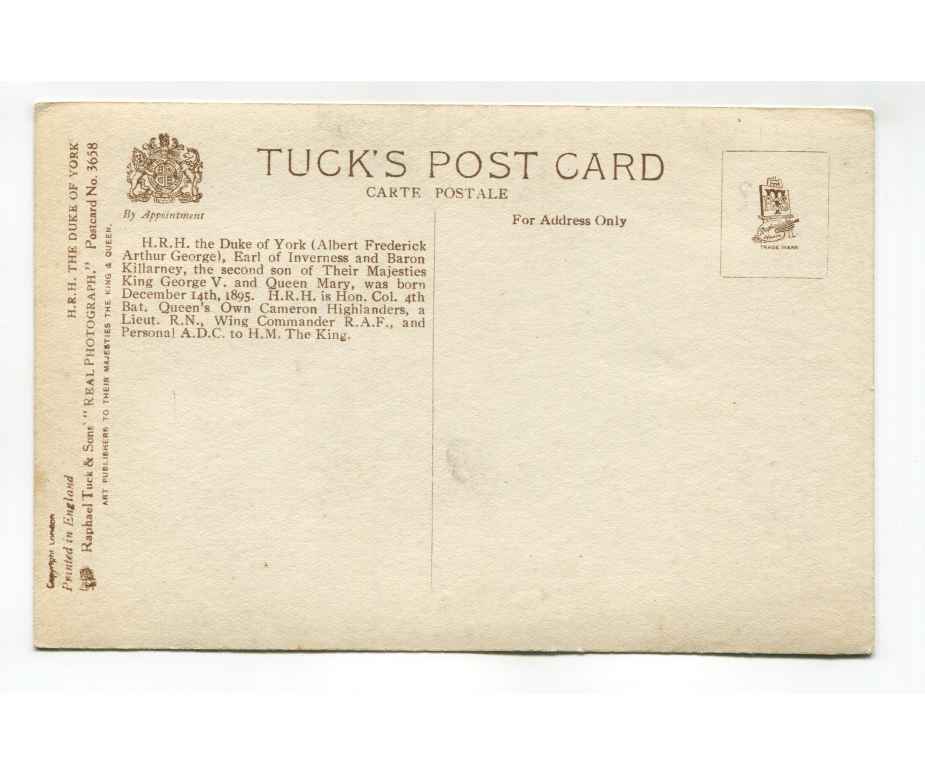 TUCK'S POST CARD
CARTE POSTALE
By Appointment
For Address Only
TRADE MARK
H.R.H. the Duke of York (Albert Frederick
Arthur George), Earl of Inverness and Baron
Killarney, the second son of Their Majesties
King George V. and Queen Mary, was born
December 14th, 1895. H.R.H. is Hon. Col. 4th
Bat. Queen's Own Cameron Highlanders, a
Lieut. R.N., Wing Commander R.A.F., and
Personal A.D.C. to H.M. The King.
Copyright London
Printed in England
H.R.H. THE DUKE OF YORK
Raphael Tuck & Sons' "REAL PHOTOGRAPH." Postcard No. 3658
ART PUBLISHERS TO THEIR MAJESTIES THE KING & QUEEN.